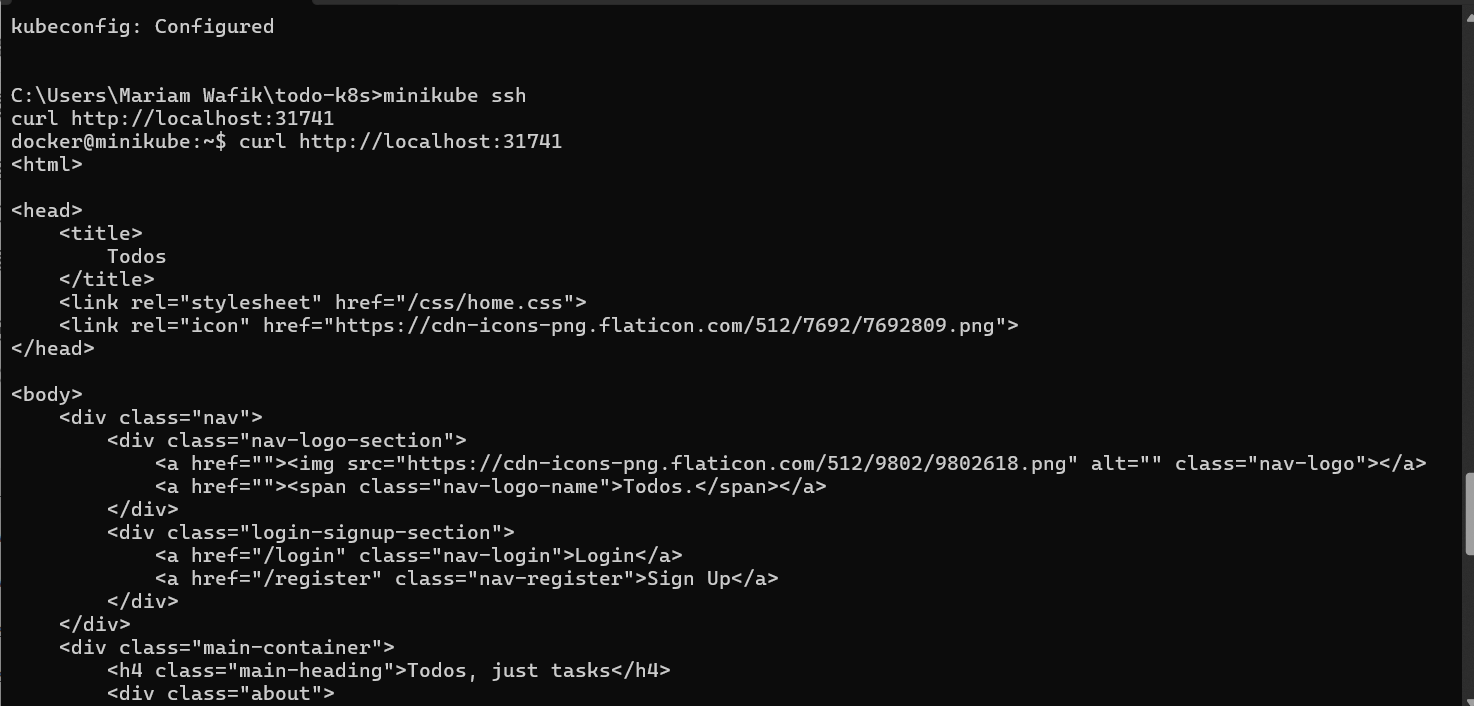 kubeconfig: Configured
C:\Users\Mariam Wafik\todo-k8s>minikube ssh
curl http://localhost:31741
docker@minikube:~$ curl http://localhost:31741
<html>
<head>
    <title>
        Todos
    </title>
    <link rel="stylesheet" href="/css/home.css">
    <link rel="icon" href="https://cdn-icons-png.flaticon.com/512/7692/7692809.png">
</head>
<body>
    <div class="nav">
        <div class="nav-logo-section">
            <a href=""><img src="https://cdn-icons-png.flaticon.com/512/9802/9802618.png" alt="" class="nav-logo"></a>
            <a href=""><span class="nav-logo-name">Todos.</span></a>
        </div>
        <div class="login-signup-section">
            <a href="/login" class="nav-login">Login</a>
            <a href="/register" class="nav-register">Sign Up</a>
        </div>
    </div>
    <div class="main-container">
        <h4 class="main-heading">Todos, just tasks</h4>
        <div class="about">